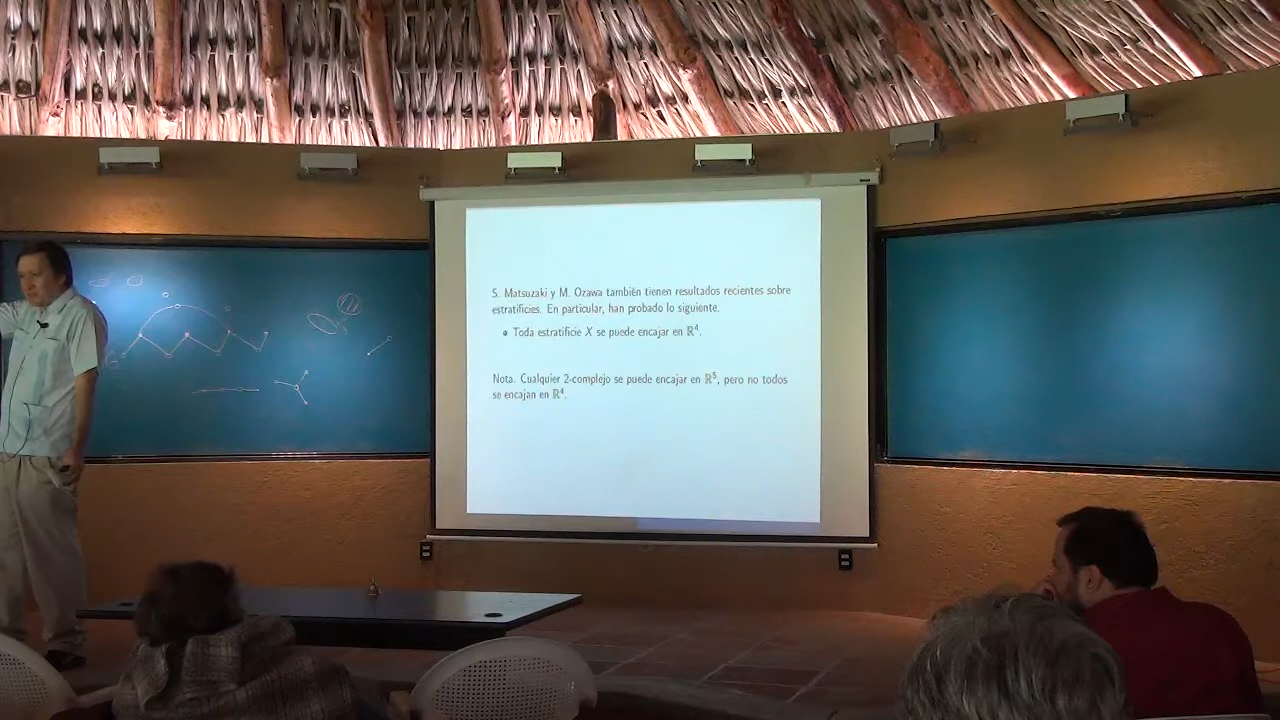 S. Matsuzaki y M. Ozawa también tienen resultados recientes sobre
estratificies. En particular, han probado lo siguiente.
• Toda estratificie X se puede encajar en ℝ⁴.
Nota. Cualquier 2-complejo se puede encajar en ℝ⁵, pero no todos
se encajan en ℝ⁴.